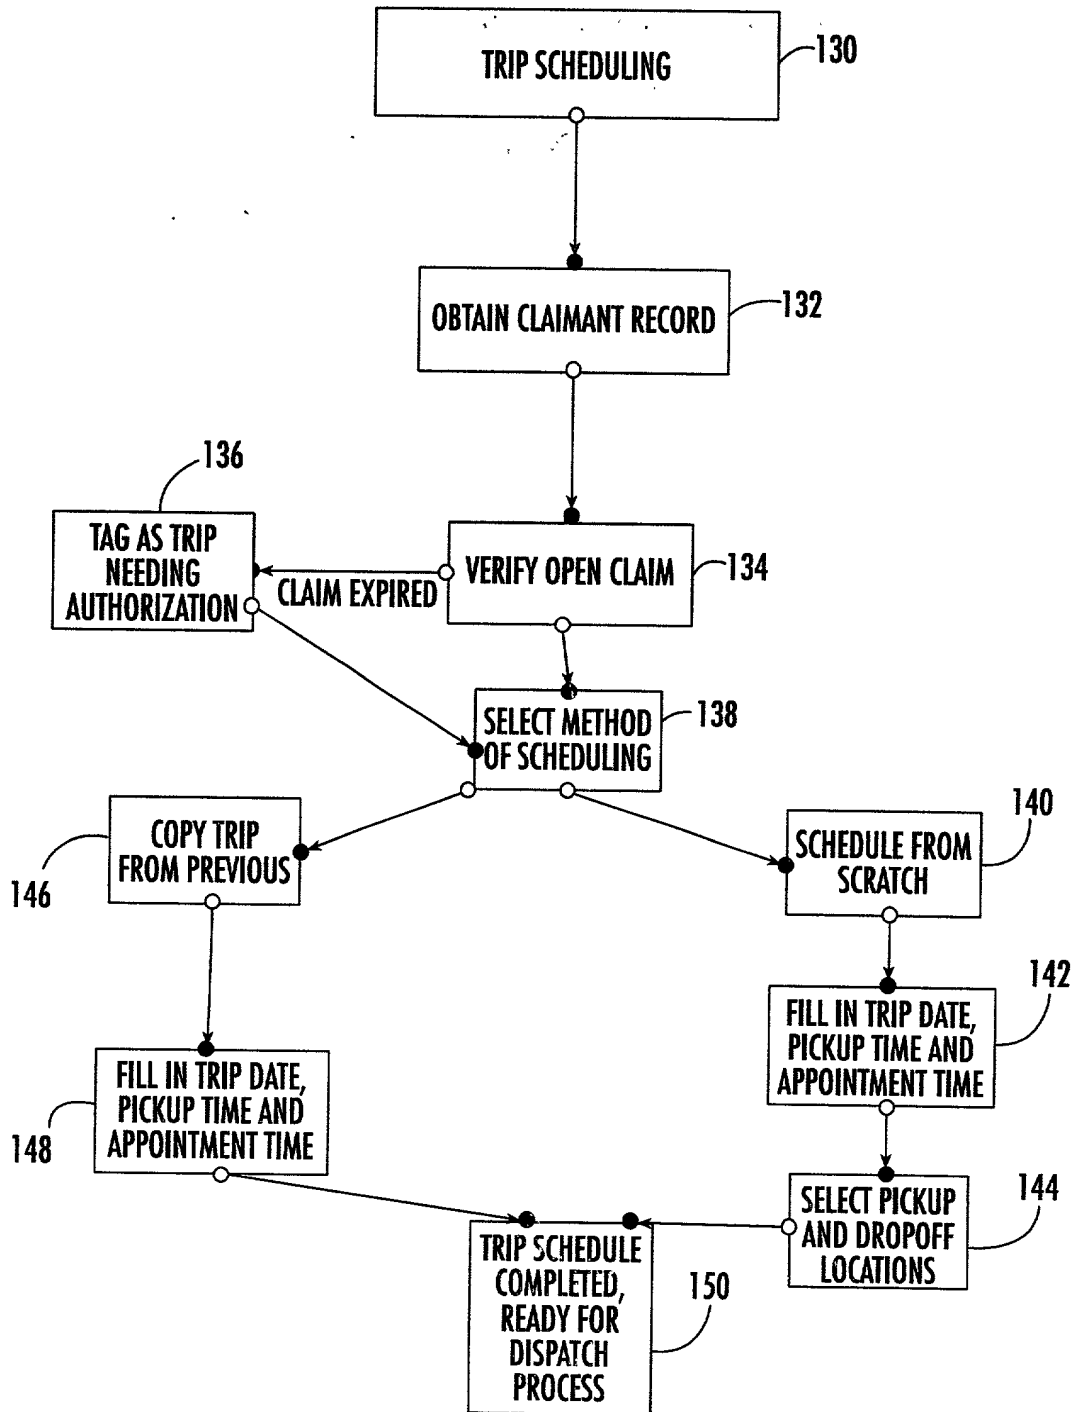 TRIP SCHEDULING
130
OBTAIN CLAIMANT RECORD
132
136
TAG AS TRIP
NEEDING
AUTHORIZATION
CLAIM EXPIRED
VERIFY OPEN CLAIM
134
SELECT METHOD
OF SCHEDULING
138
COPY TRIP
FROM PREVIOUS
146
140
SCHEDULE FROM
SCRATCH
142
FILL IN TRIP DATE,
PICKUP TIME AND
APPOINTMENT TIME
FILL IN TRIP DATE,
PICKUP TIME AND
APPOINTMENT TIME
148
144
SELECT PICKUP
AND DROPOFF
LOCATIONS
TRIP SCHEDULE
COMPLETED,
READY FOR
DISPATCH
PROCESS
150